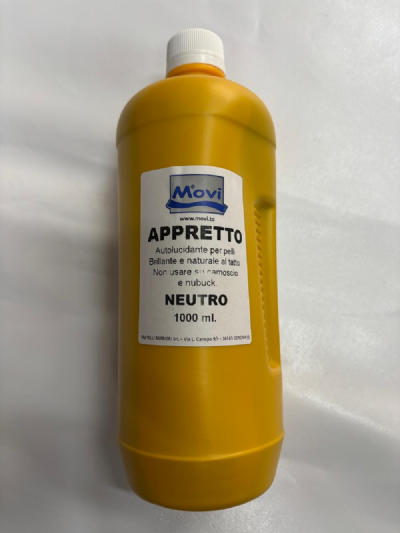 Movi
www.movi.to
APPRETTO
Autolucidante per pelli
Brillante e naturale al tatto
Non usare su camoscio
e nubuck.
NEUTRO
1000 ml.